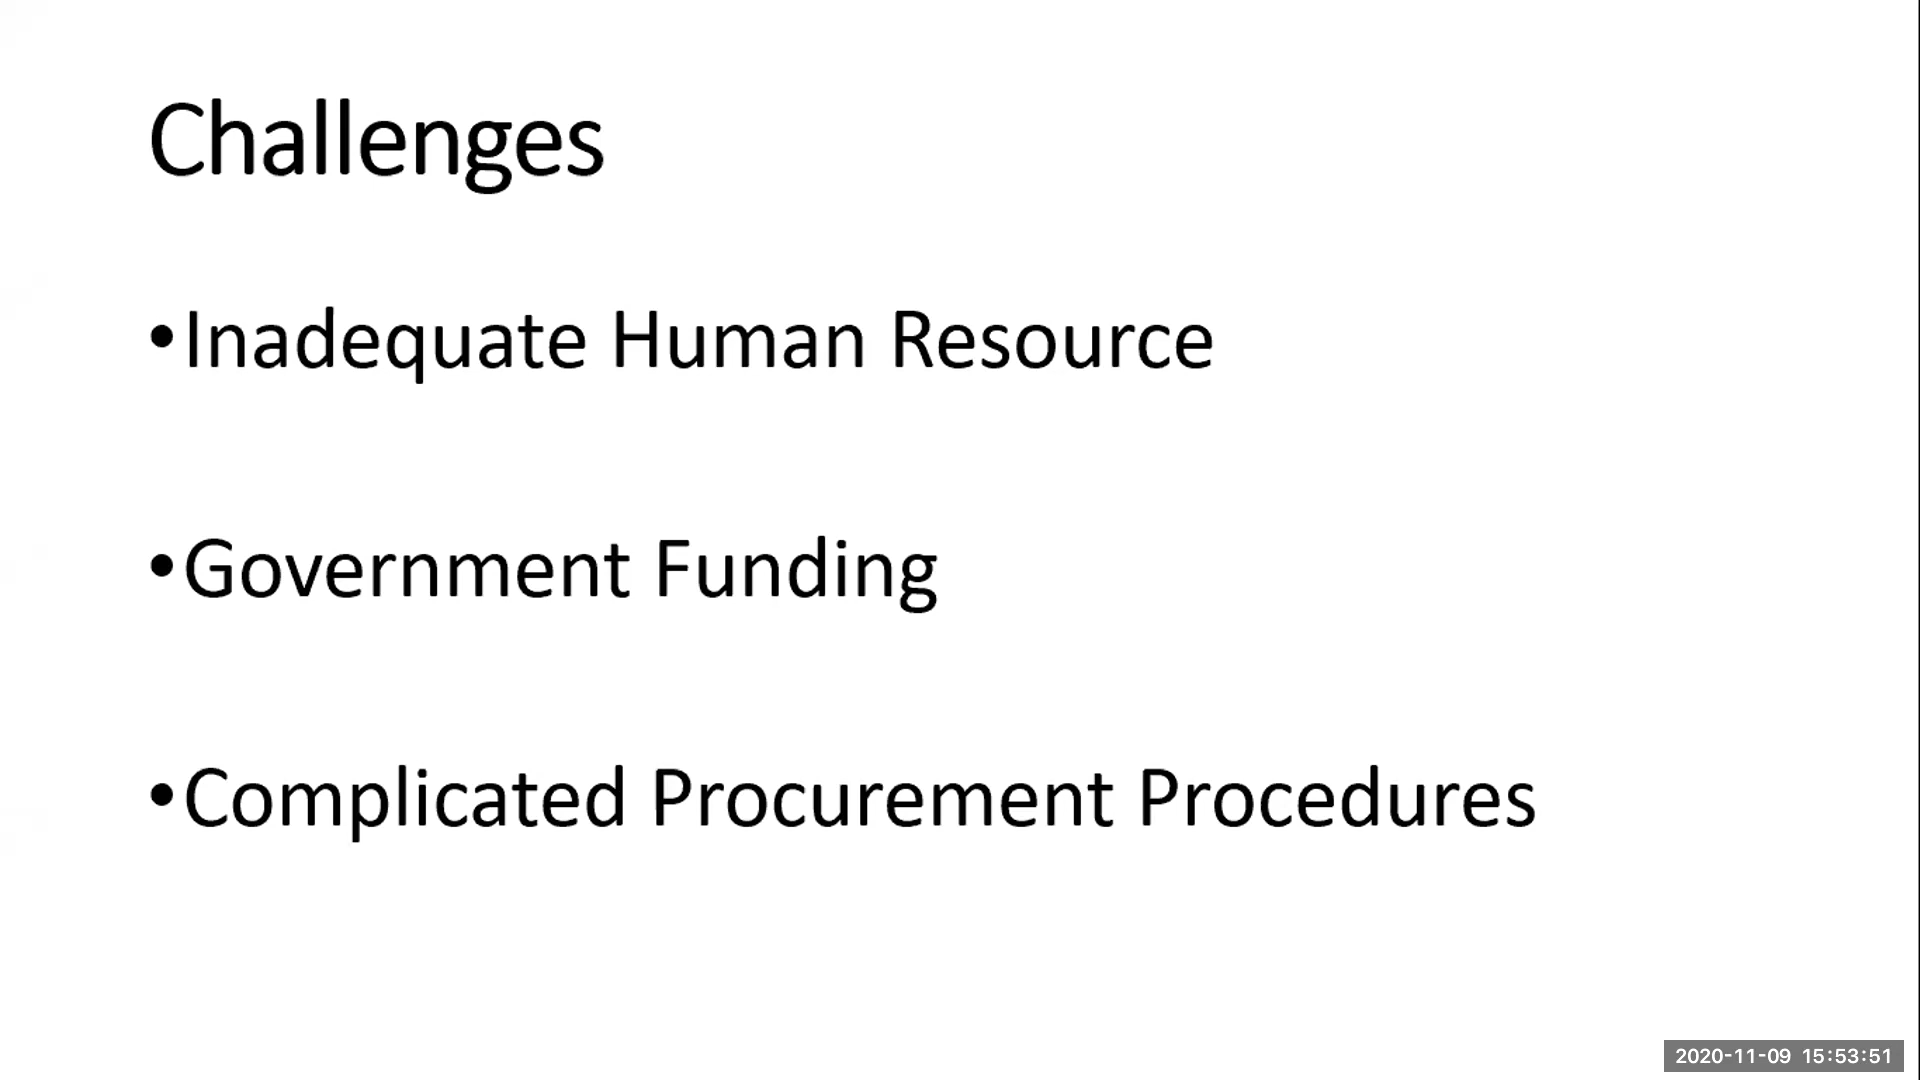 Challenges
•Inadequate Human Resource
•Government Funding
•Complicated Procurement Procedures
2020-11-09 15:53:51